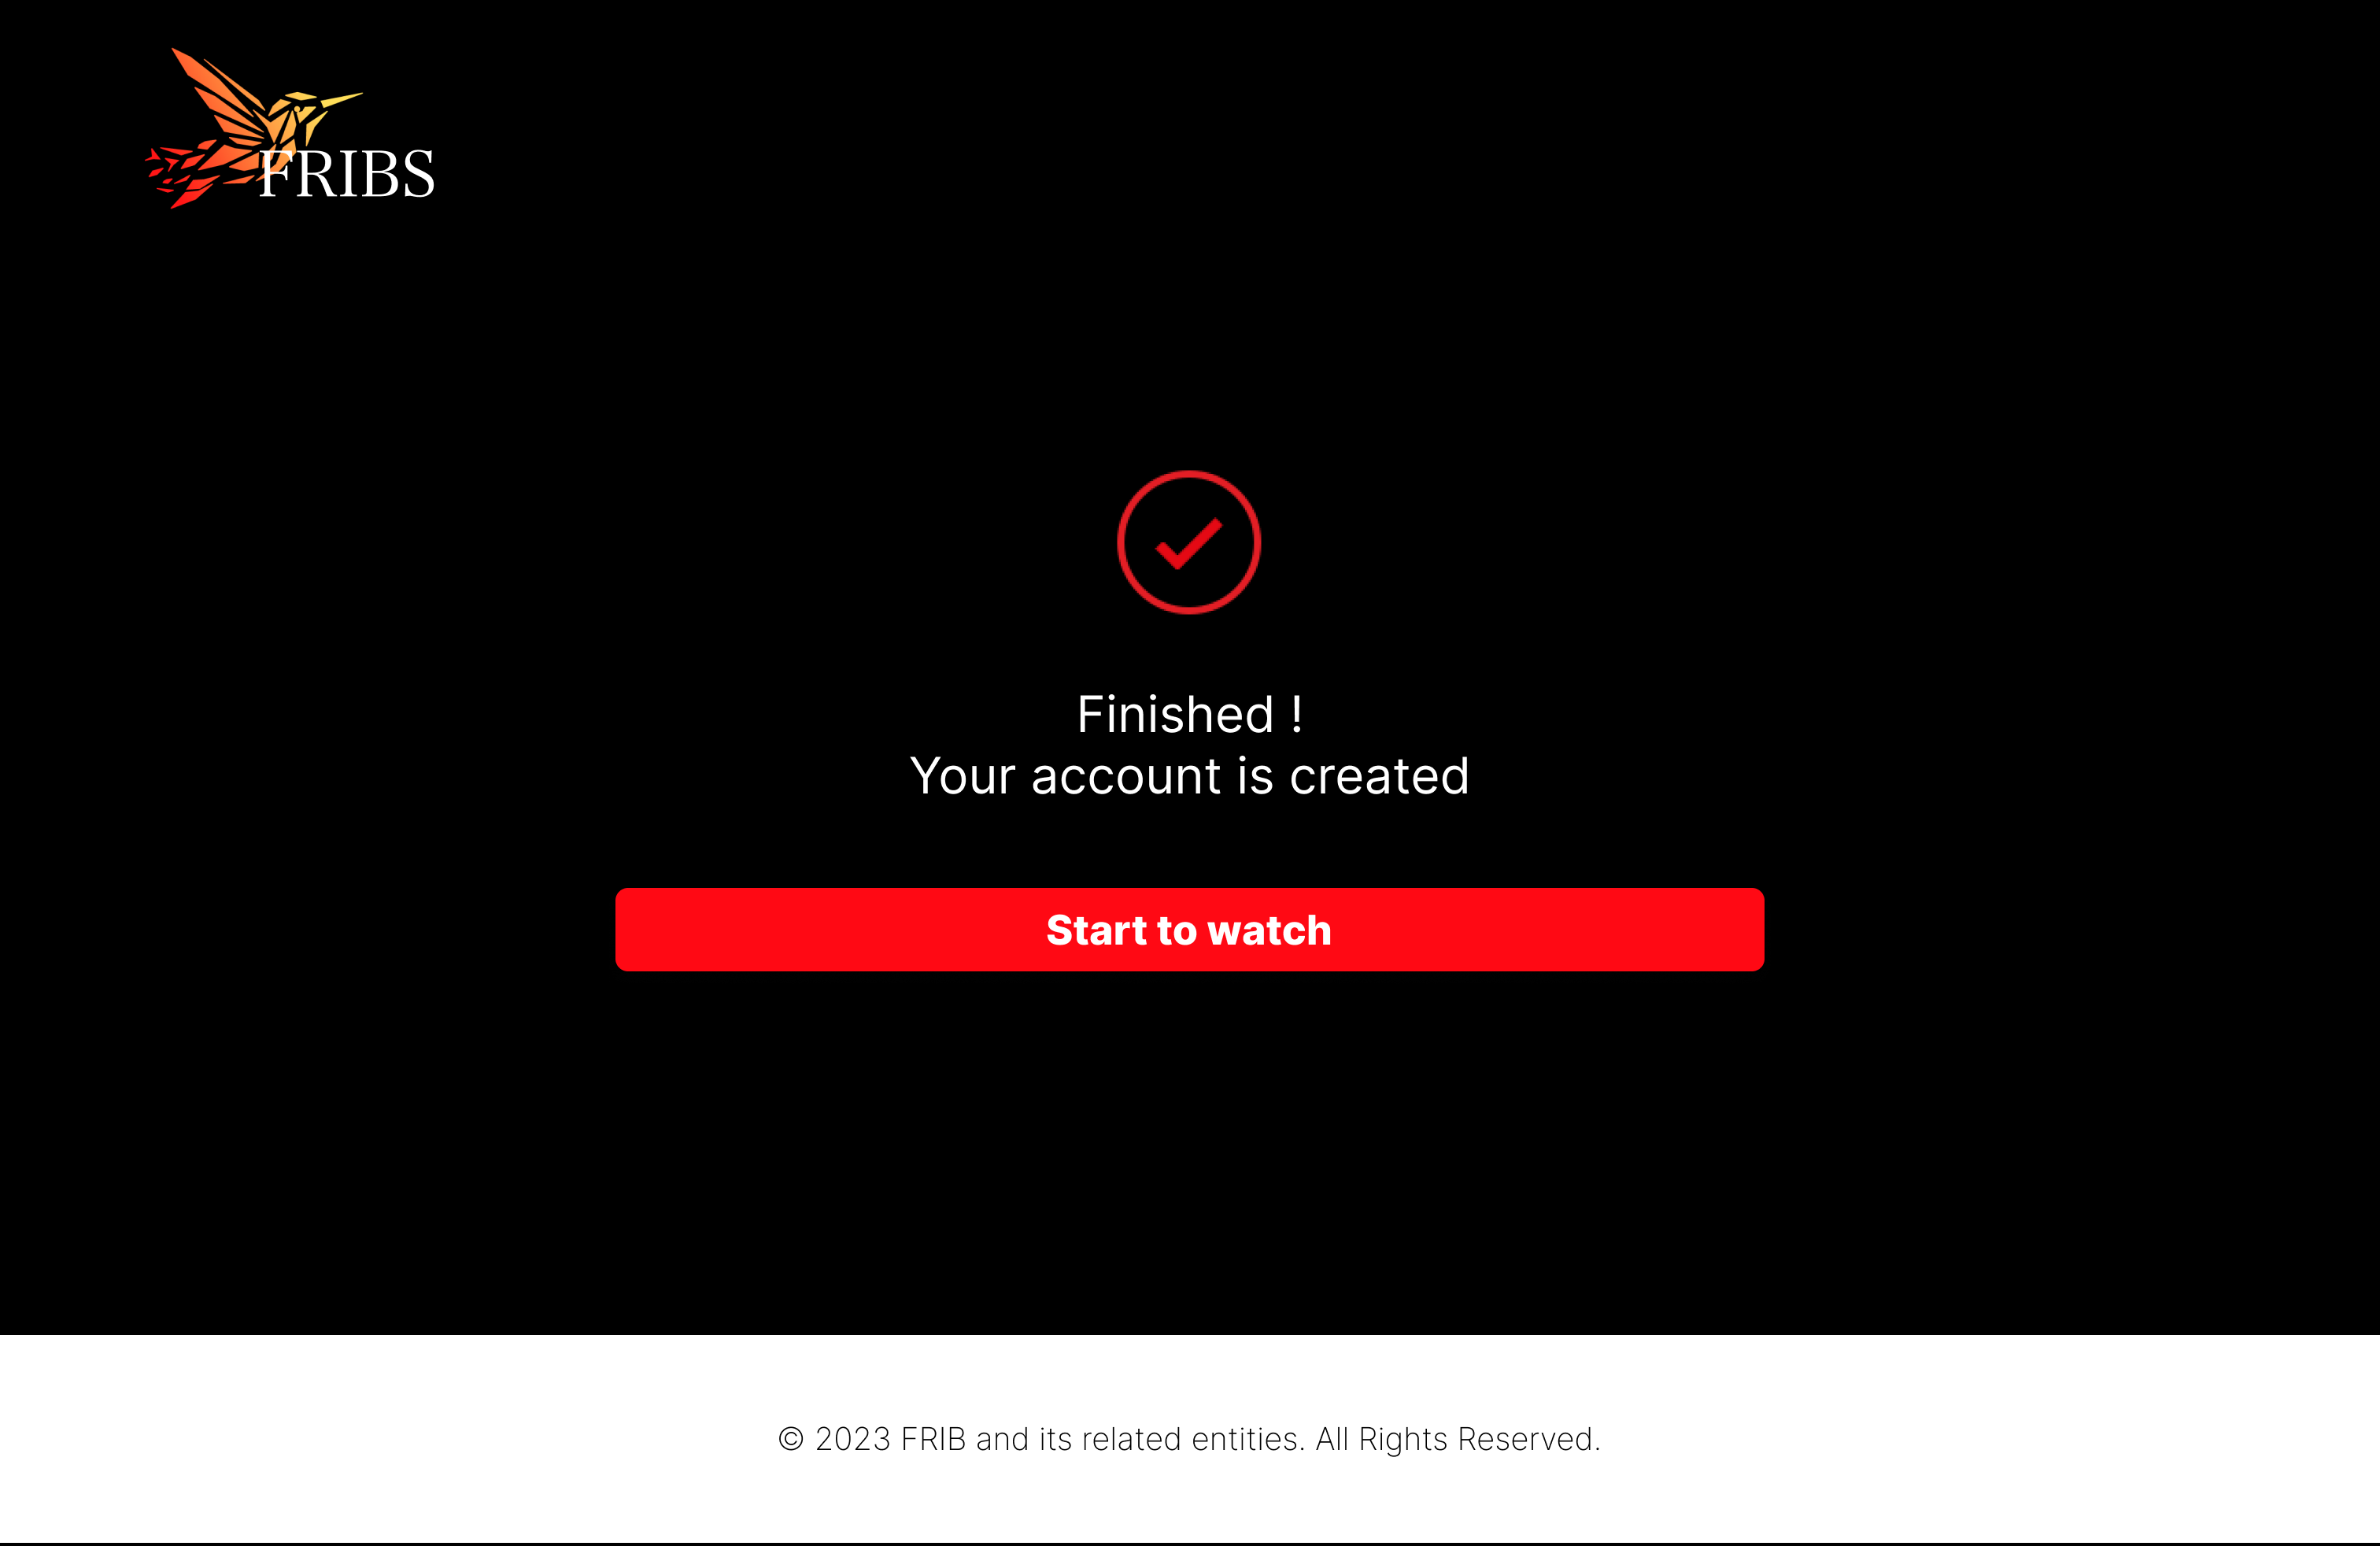 FRIBS
Finished !
Your account is created
Start to watch
© 2023 FRIB and its related entities. All Rights Reserved.